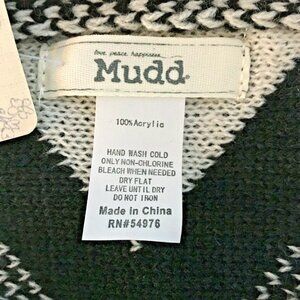 love peace happiness
Mudd
100% Acrylic
HAND WASH COLD
ONLY NON-CHLORINE
BLEACH WHEN NEEDED
DRY FLAT
LEAVE UNTIL DRY
DO NOT IRON
Made in China
RN#54976